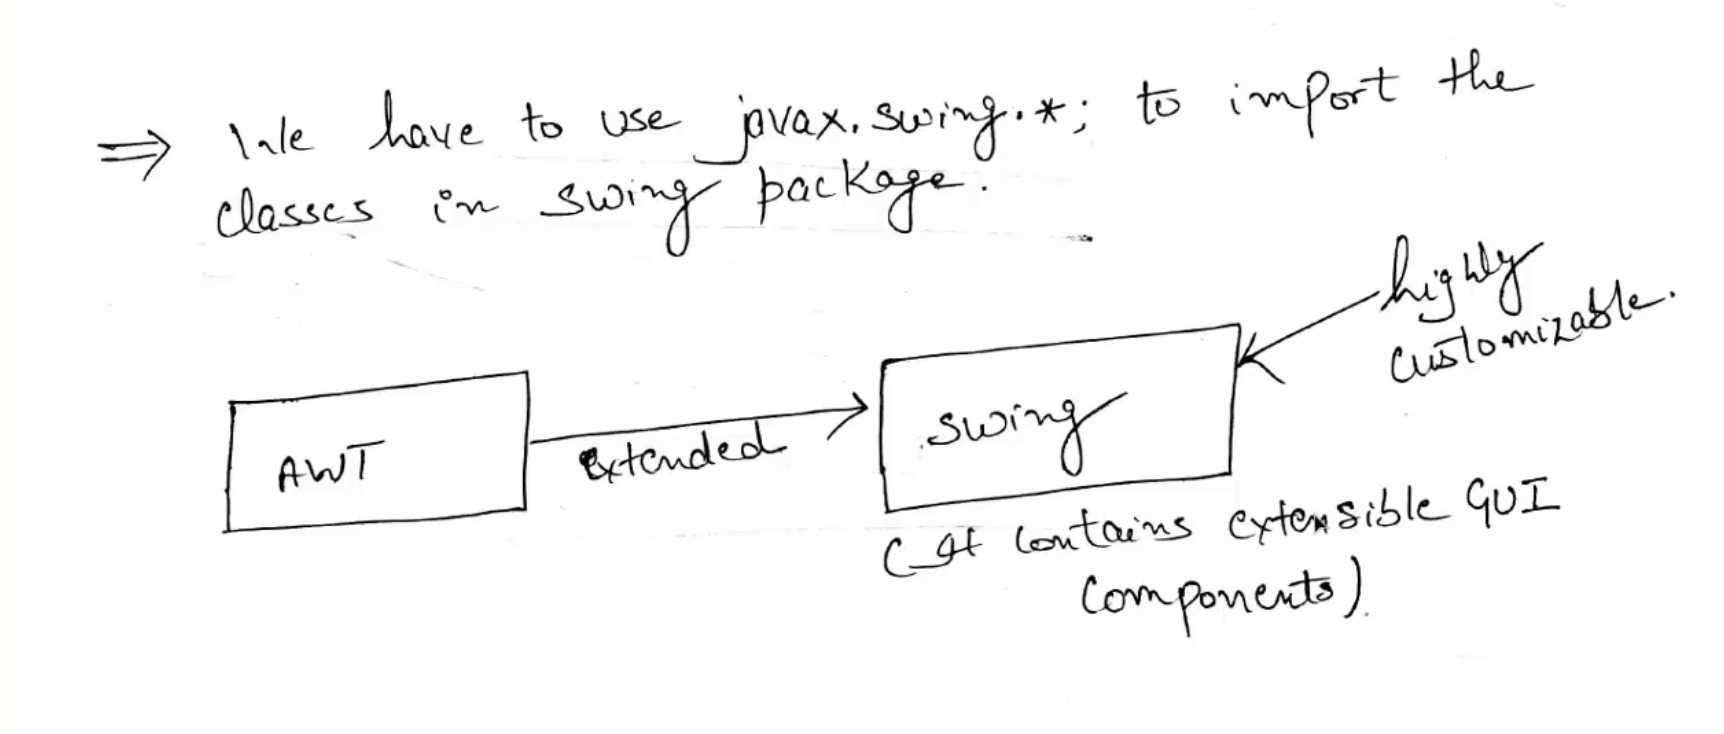 ⇒ We have to use javax.swing.*; to import the
classes in swing package.
highly
customizable.
AWT
extended
swing
(It contains extensible GUI
components)